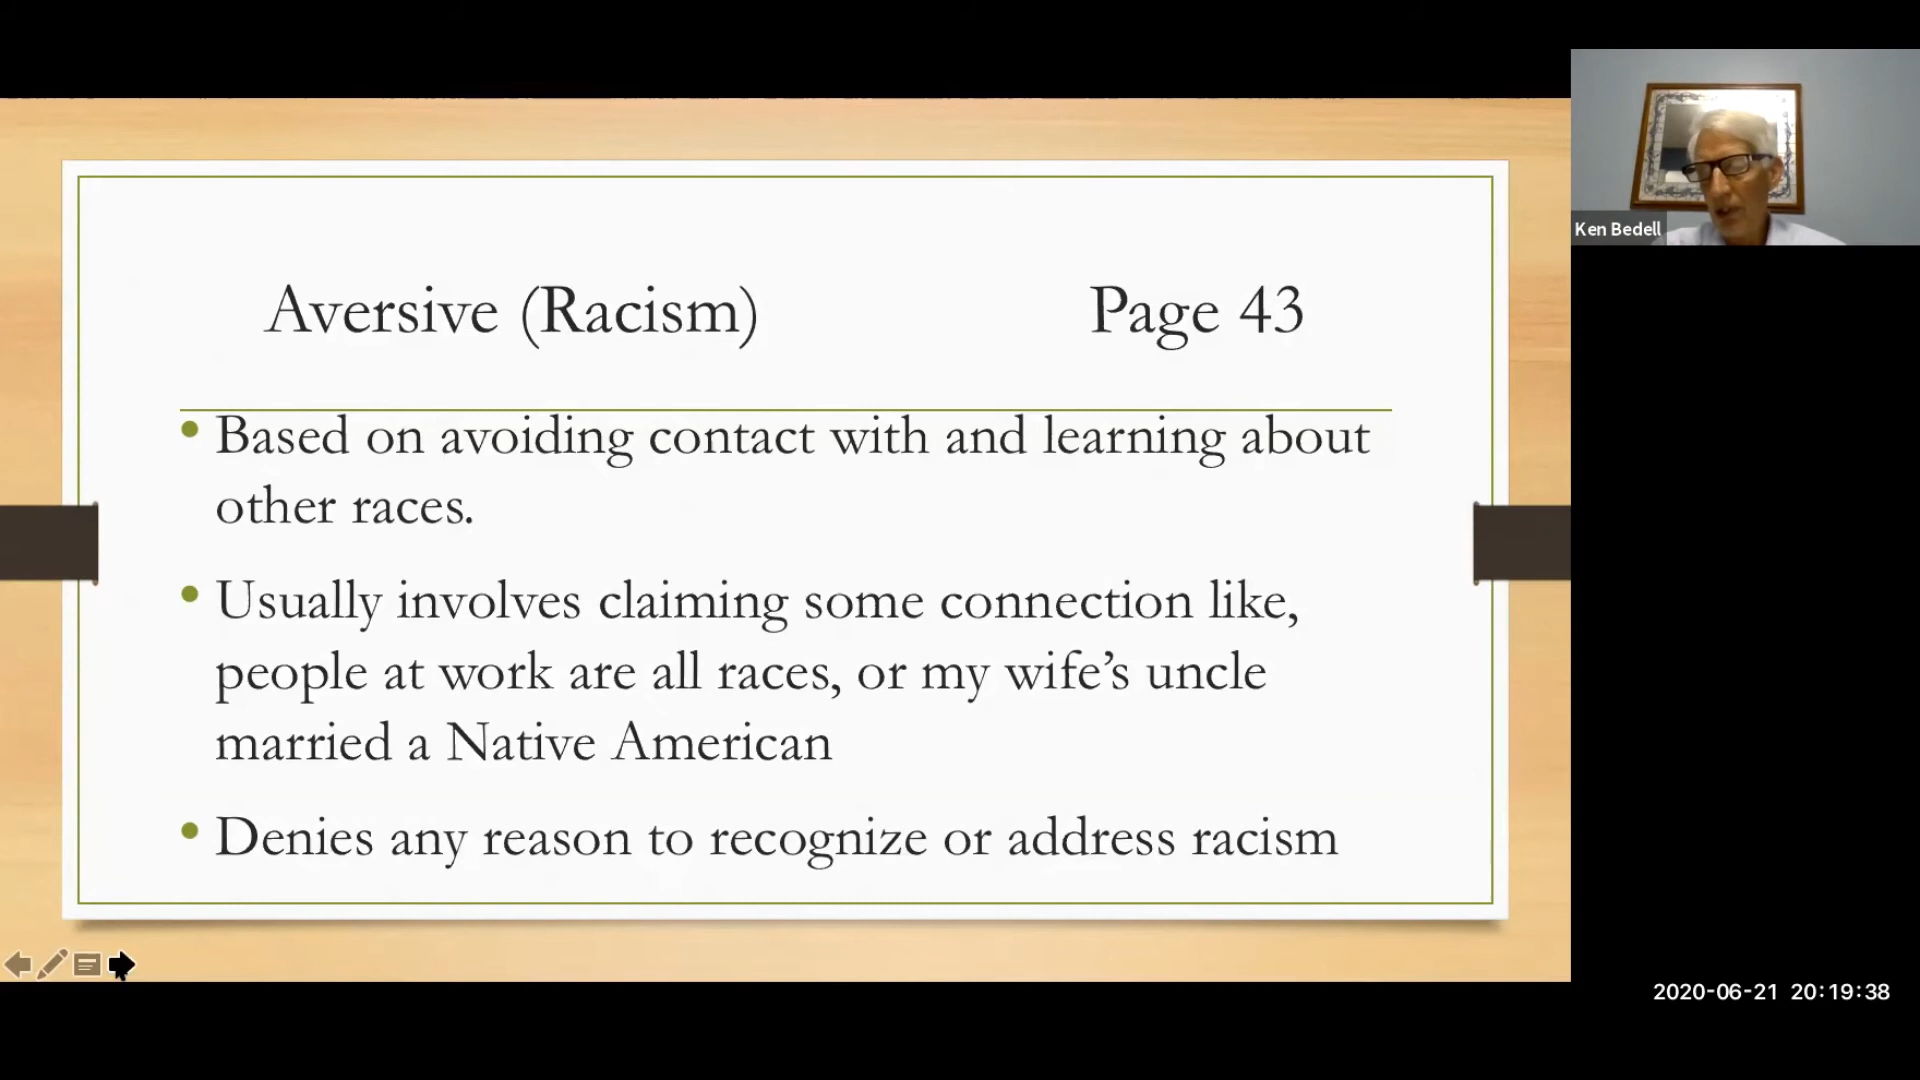 Aversive (Racism) Page 43
• Based on avoiding contact with and learning about
other races.
• Usually involves claiming some connection like,
people at work are all races, or my wife’s uncle
married a Native American
• Denies any reason to recognize or address racism
Ken Bedell
2020-06-21 20:19:38